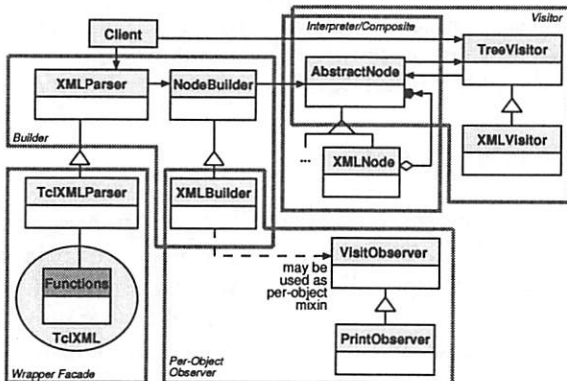 Visitor
Client
Interpreter/Composite
TreeVisitor
XMLParser
NodeBuilder
AbstractNode
Builder
XMLVisitor
...
XMLNode
TclXMLParser
XMLBuilder
VisitObserver
may be
used as
per-object
mixin
Functions
TclXML
PrintObserver
Per-Object
Observer
Wrapper Facade